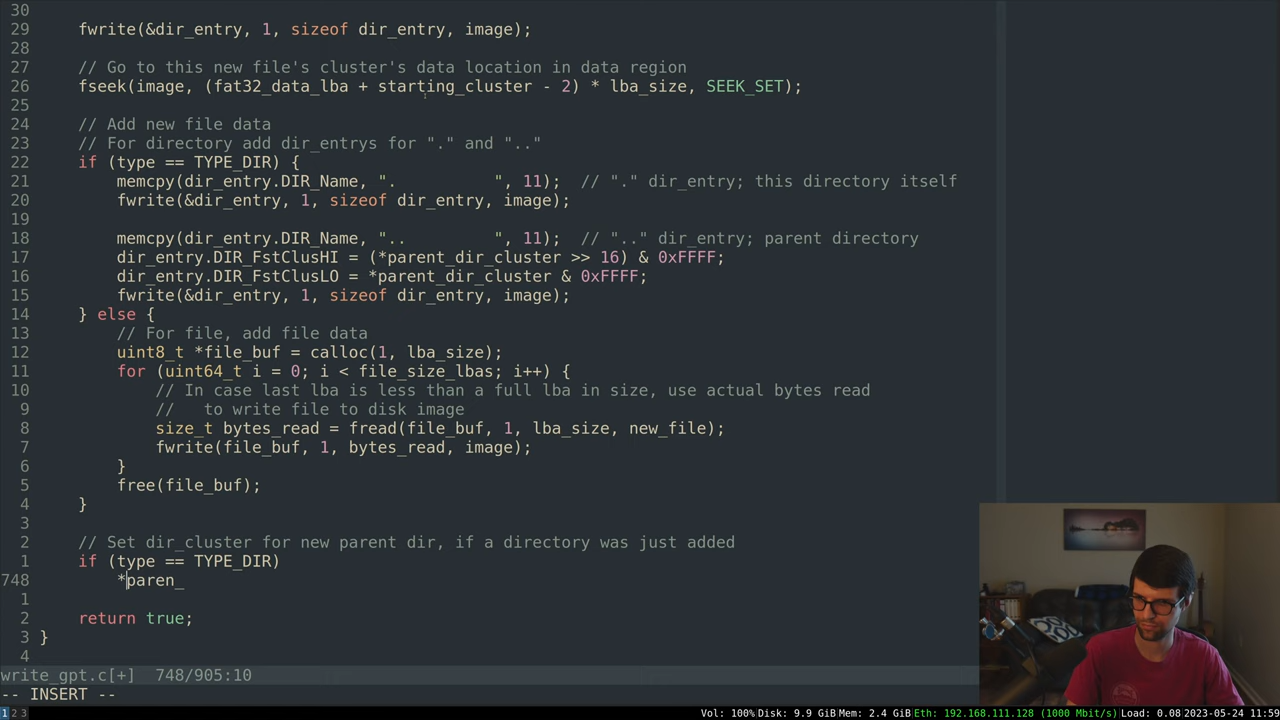 30
29     fwrite(&dir_entry, 1, sizeof dir_entry, image);
28
27     // Go to this new file's cluster's data location in data region
26     fseek(image, (fat32_data_lba + starting_cluster - 2) * lba_size, SEEK_SET);
25
24     // Add new file data
23     // For directory add dir_entrys for "." and ".."
22     if (type == TYPE_DIR) {
21         memcpy(dir_entry.DIR_Name, ".          ", 11);  // "." dir_entry; this directory itself
20         fwrite(&dir_entry, 1, sizeof dir_entry, image);
19
18         memcpy(dir_entry.DIR_Name, "..         ", 11);  // ".." dir_entry; parent directory
17         dir_entry.DIR_FstClusHI = (*parent_dir_cluster >> 16) & 0xFFFF;
16         dir_entry.DIR_FstClusLO = *parent_dir_cluster & 0xFFFF;
15         fwrite(&dir_entry, 1, sizeof dir_entry, image);
14     } else {
13         // For file, add file data
12         uint8_t *file_buf = calloc(1, lba_size);
11         for (uint64_t i = 0; i < file_size_lbas; i++) {
10             // In case last lba is less than a full lba in size, use actual bytes read
9             //   to write file to disk image
8             size_t bytes_read = fread(file_buf, 1, lba_size, new_file);
7             fwrite(file_buf, 1, bytes_read, image);
6         }
5         free(file_buf);
4     }
3
2     // Set dir_cluster for new parent dir, if a directory was just added
1     if (type == TYPE_DIR)
748         *paren_
1
2     return true;
3 }
4
write_gpt.c[+]  748/905:10
-- INSERT --
1 2 3 Vol: 100% Disk: 9.9 GiB Mem: 2.4 GiB Eth: 192.168.111.128 (1000 Mbit/s) Load: 0.08 2023-05-24 11:59